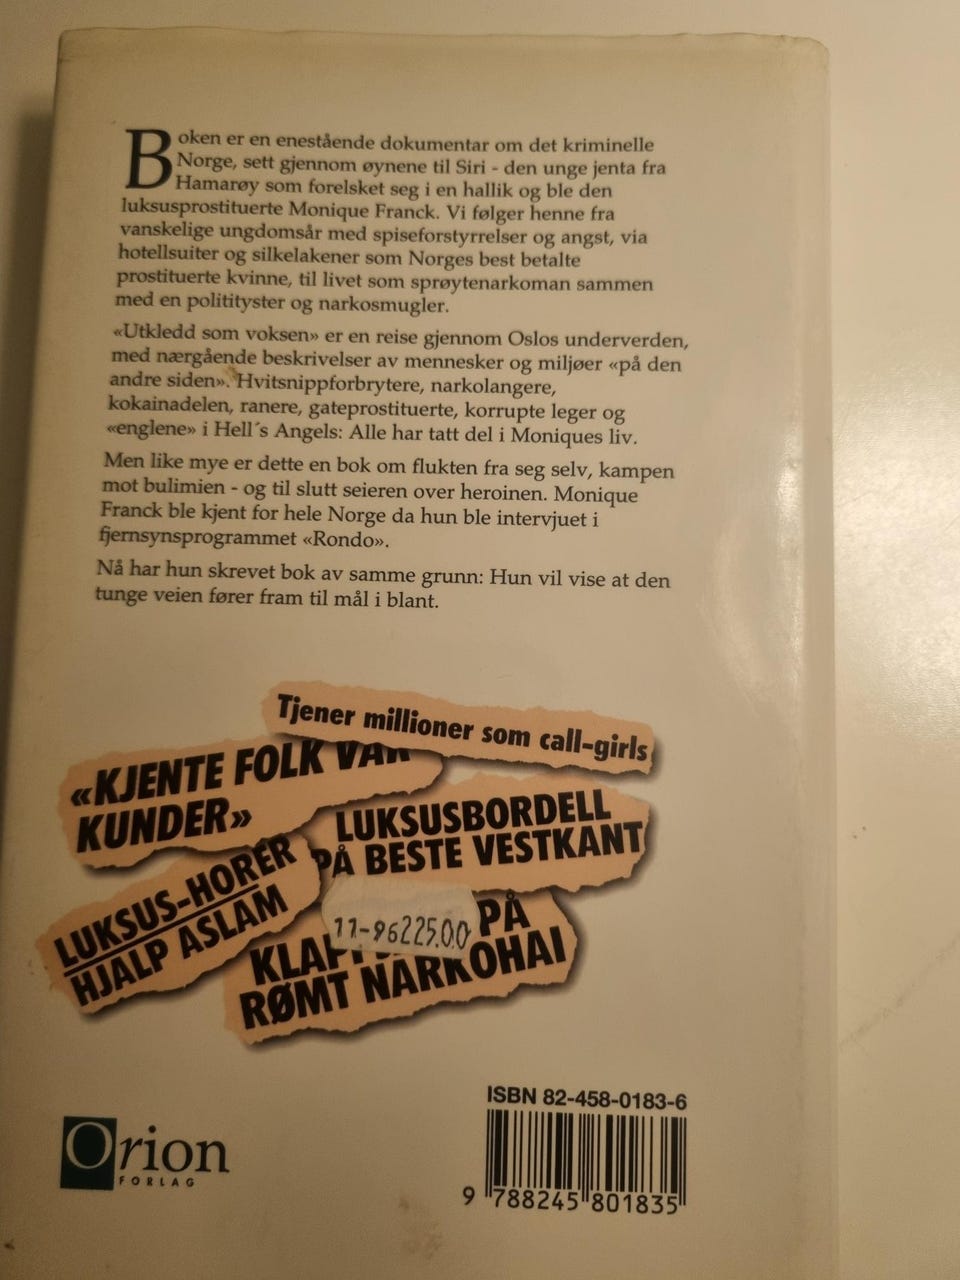 Boken er en enestående dokumentar om det kriminelle
Norge, sett gjennom øynene til Siri - den unge jenta fra
Hamarøy som forelsket seg i en hallik og ble den
luksusprostituerte Monique Franck. Vi følger henne fra
vanskelige ungdomsår med spiseforstyrrelser og angst, via
hotellsuiter og silkelakener som Norges best betalte
prostituerte kvinne, til livet som sprøytenarkoman sammen
med en politityster og narkosmugler.
«Utkledd som voksen» er en reise gjennom Oslos underverden,
med nærgående beskrivelser av mennesker og miljøer «på den
andre siden». Hvitsnippforbrytere, narkolangere,
kokainadelen, ranere, gateprostituerte, korrupte leger og
«englene» i Hell´s Angels: Alle har tatt del i Moniques liv.
Men like mye er dette en bok om flukten fra seg selv, kampen
mot bulimien - og til slutt seieren over heroinen. Monique
Franck ble kjent for hele Norge da hun ble intervjuet i
fjernsynsprogrammet «Rondo».
Nå har hun skrevet bok av samme grunn: Hun vil vise at den
tunge veien fører fram til mål i blant.
Tjener millioner som call-girls
«KJENTE FOLK VAR
KUNDER»
LUKSUSBORDELL
PÅ BESTE VESTKANT
LUKSUS-HORER
HJALP ASLAM
11-96225.00
PÅ
RØMT NARKOHAI
ISBN 82-458-0183-6
Orion
FORLAG
9 788245 801835